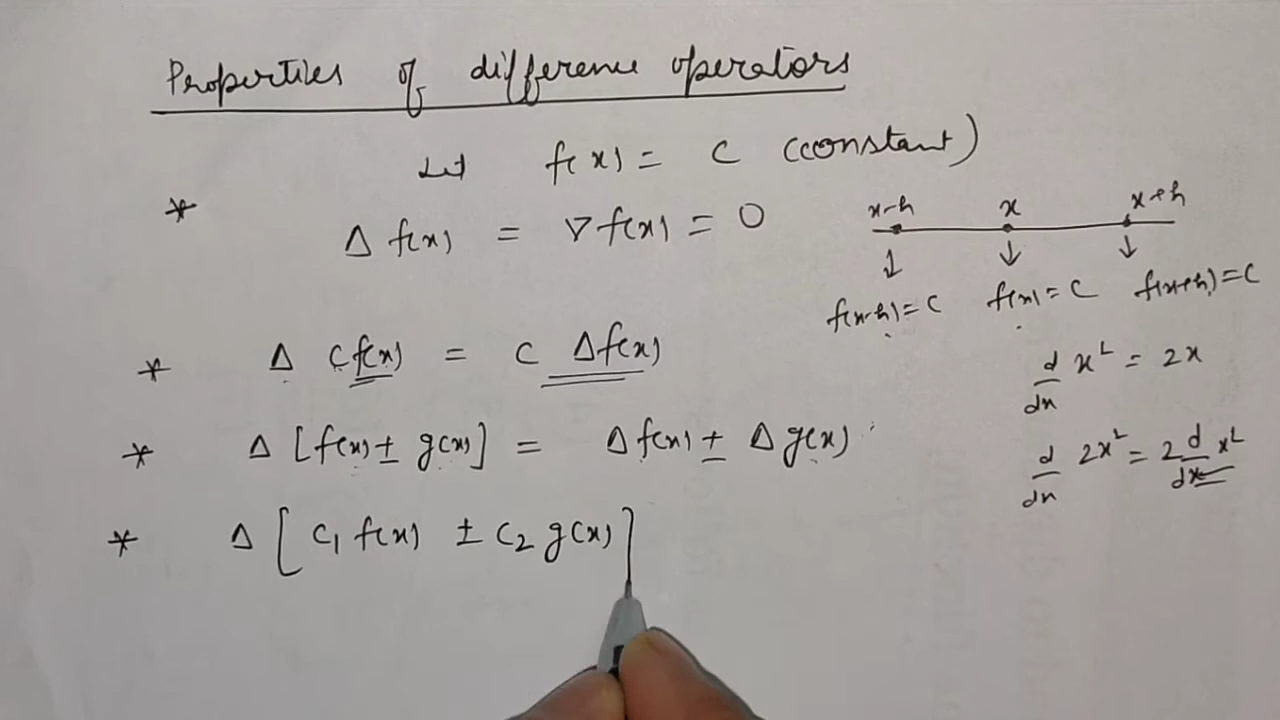 Properties of difference operators
Let f(x) = C (constant)
* Δ f(x) = ∇ f(x) = 0
x-h x x+h
↓ ↓ ↓
f(x-h) = C f(x) = C f(x+h) = C
* Δ C f(x) = C Δ f(x)
d/dx x² = 2x
* Δ [f(x) ± g(x)] = Δ f(x) ± Δ g(x)
d/dx 2x² = 2 d/dx x²
* Δ [C₁ f(x) ± C₂ g(x)]